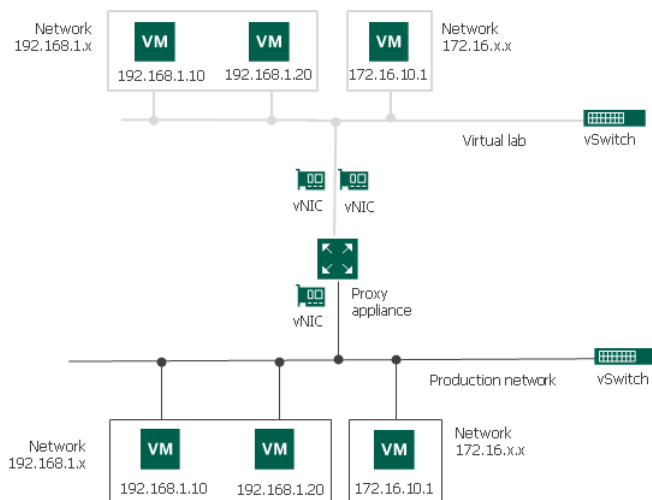 Network
192.168.1.x
VM
VM
VM
Network
172.16.x.x
192.168.1.10
192.168.1.20
172.16.10.1
Virtual lab
vSwitch
vNIC
vNIC
Proxy
appliance
vNIC
Production network
vSwitch
Network
192.168.1.x
VM
VM
VM
Network
172.16.x.x
192.168.1.10
192.168.1.20
172.16.10.1